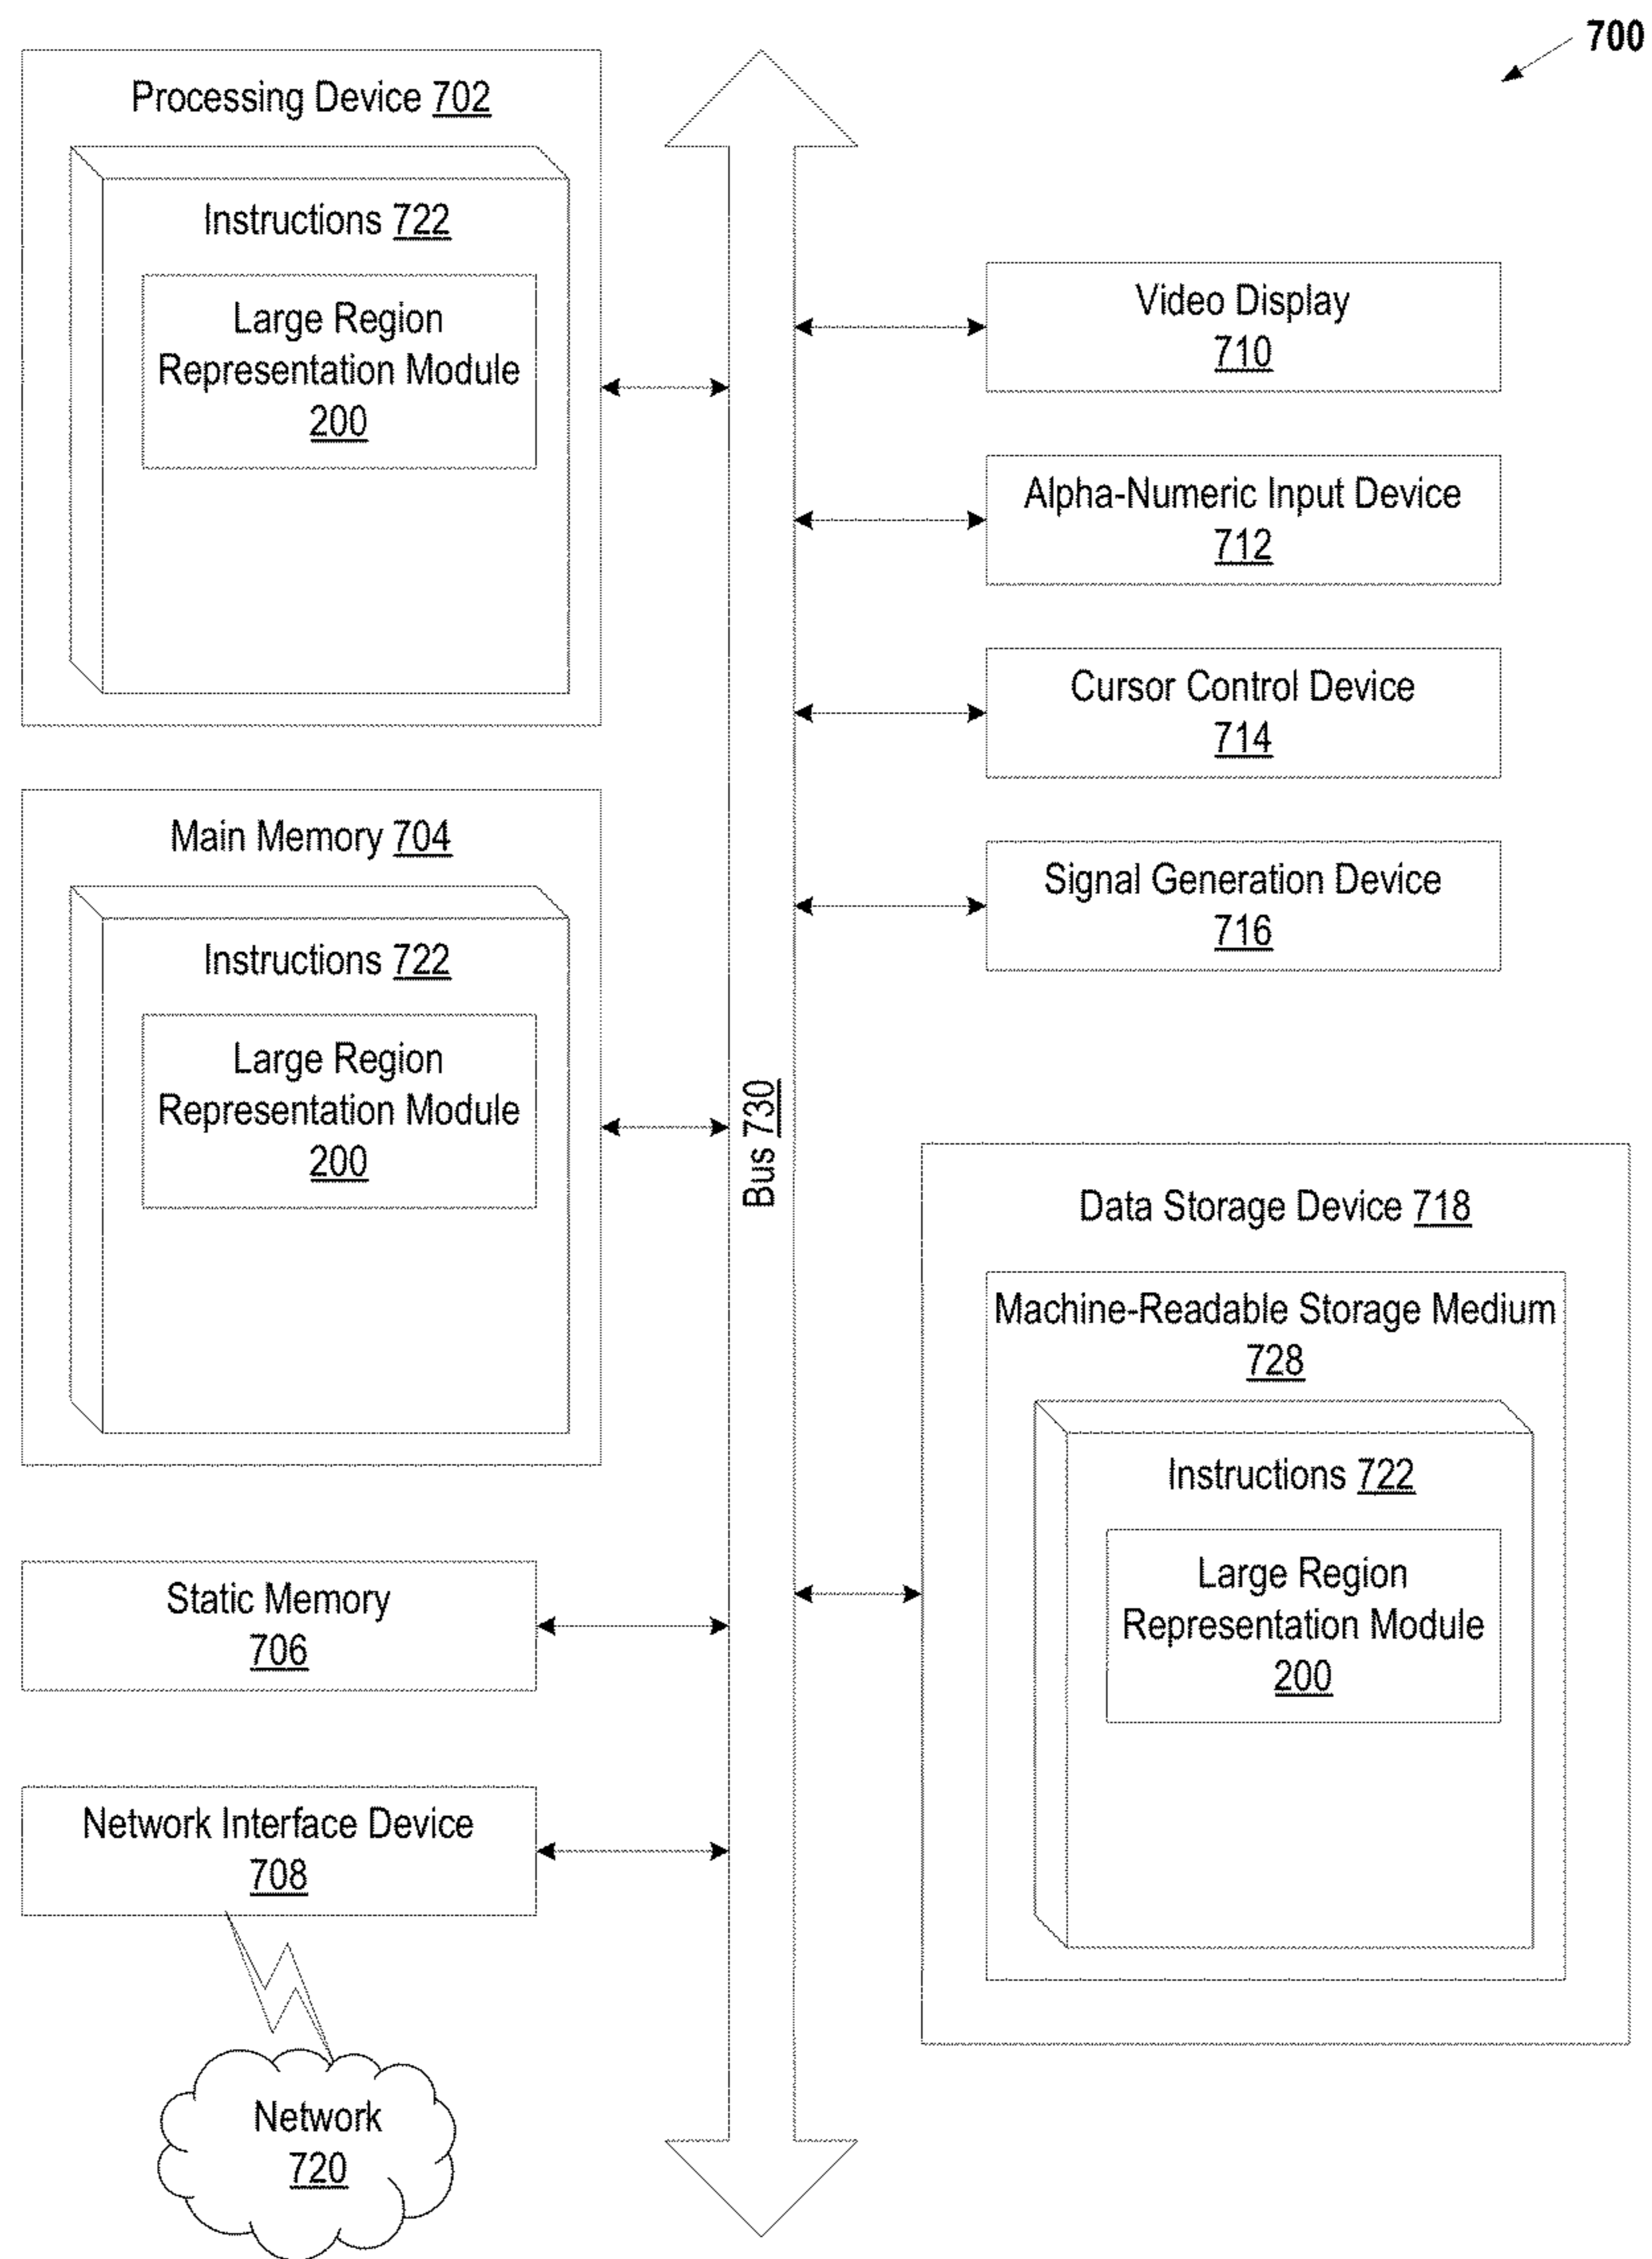 700
Processing Device 702
Instructions 722
Large Region
Representation Module
200
Main Memory 704
Instructions 722
Large Region
Representation Module
200
Static Memory
706
Network Interface Device
708
Network
720
Bus 730
Video Display
710
Alpha-Numeric Input Device
712
Cursor Control Device
714
Signal Generation Device
716
Data Storage Device 718
Machine-Readable Storage Medium
728
Instructions 722
Large Region
Representation Module
200